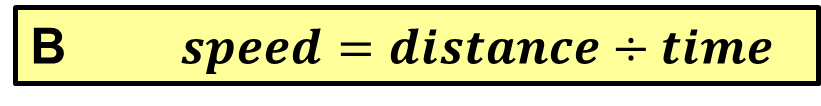 B speed = distance ÷ time